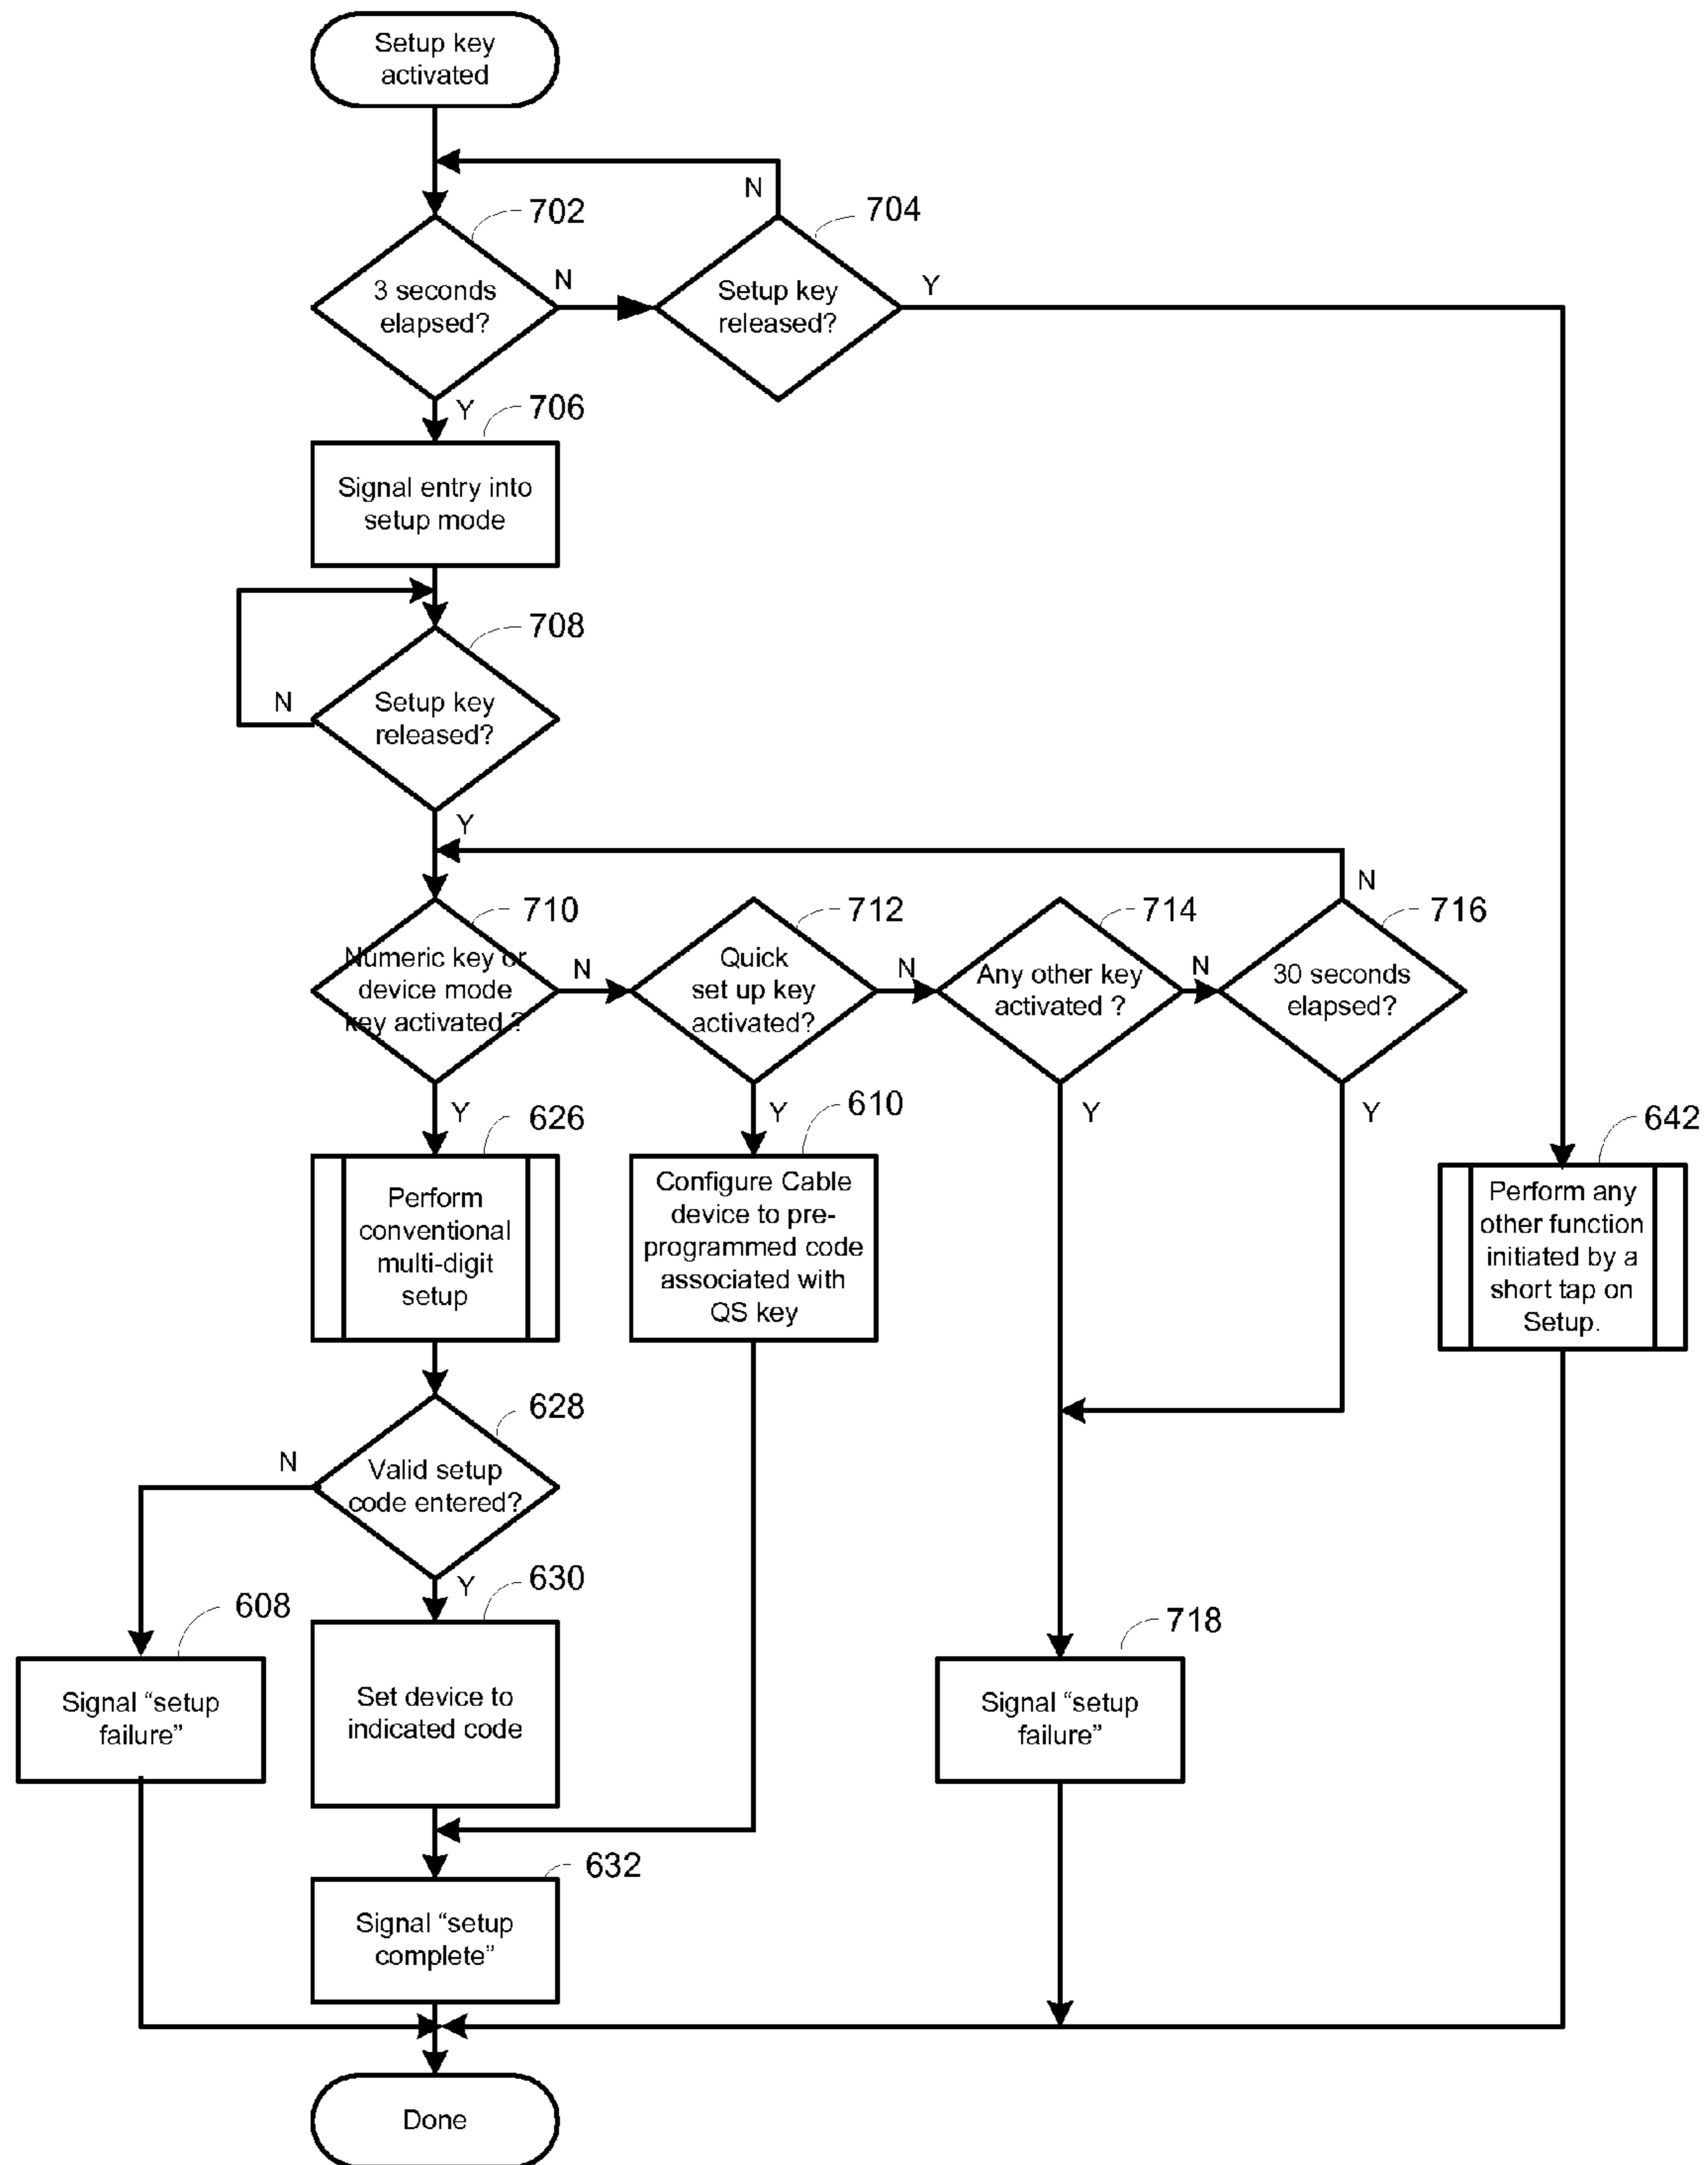 Setup key
activated
N
702
704
3 seconds
elapsed?
N
Setup key
released?
Y
Y
706
Signal entry into
setup mode
708
N
Setup key
released?
Y
N
710
712
714
716
Numeric key or
device mode
key activated ?
N
Quick
set up key
activated?
N
Any other key
activated ?
N
30 seconds
elapsed?
Y
626
Y
610
Y
Y
642
Perform
conventional
multi-digit
setup
Configure Cable
device to pre-
programmed code
associated with
QS key
Perform any
other function
initiated by a
short tap on
Setup.
628
N
Valid setup
code entered?
Y
630
608
718
Signal “setup
failure”
Set device to
indicated code
Signal “setup
failure”
632
Signal “setup
complete”
Done